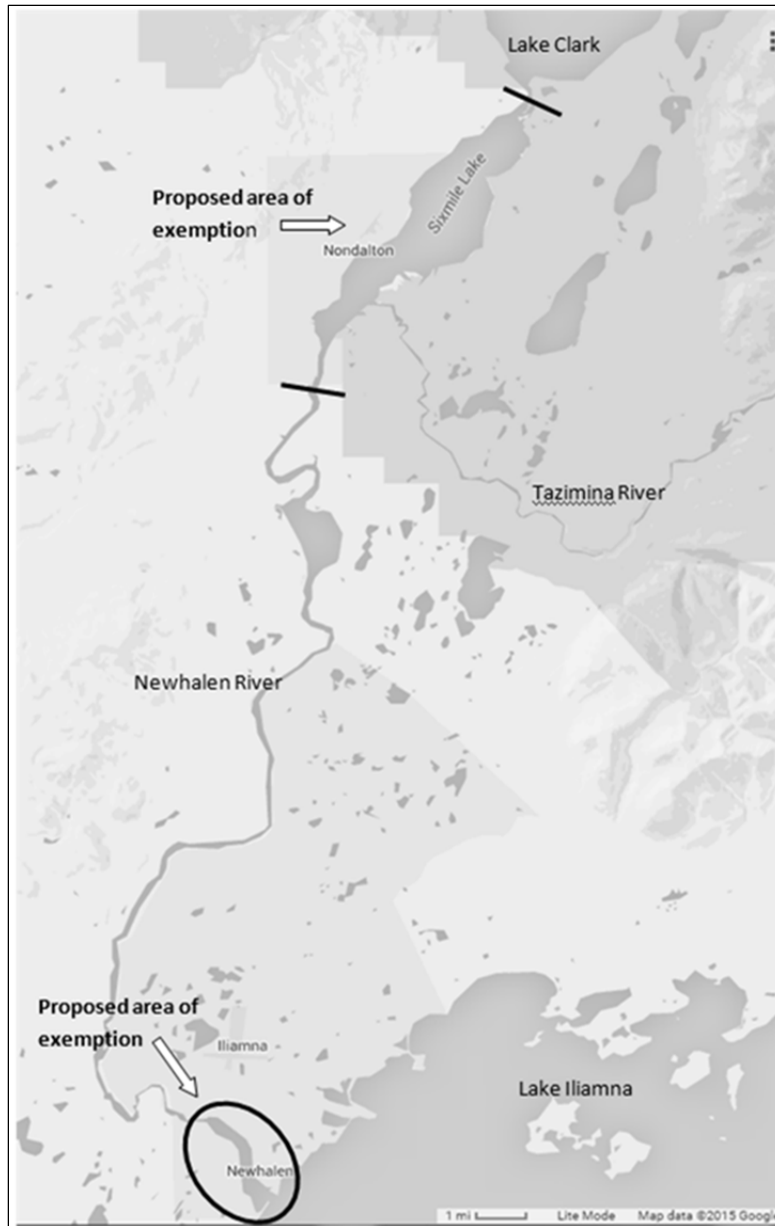 Lake Clark
Sixmile Lake
Proposed area of
exemption
Nondalton
Tazimina River
Newhalen River
Proposed area of
exemption
Iliamna
Lake Iliamna
Newhalen
1 mi
Lite Mode
Map data ©2015 Google